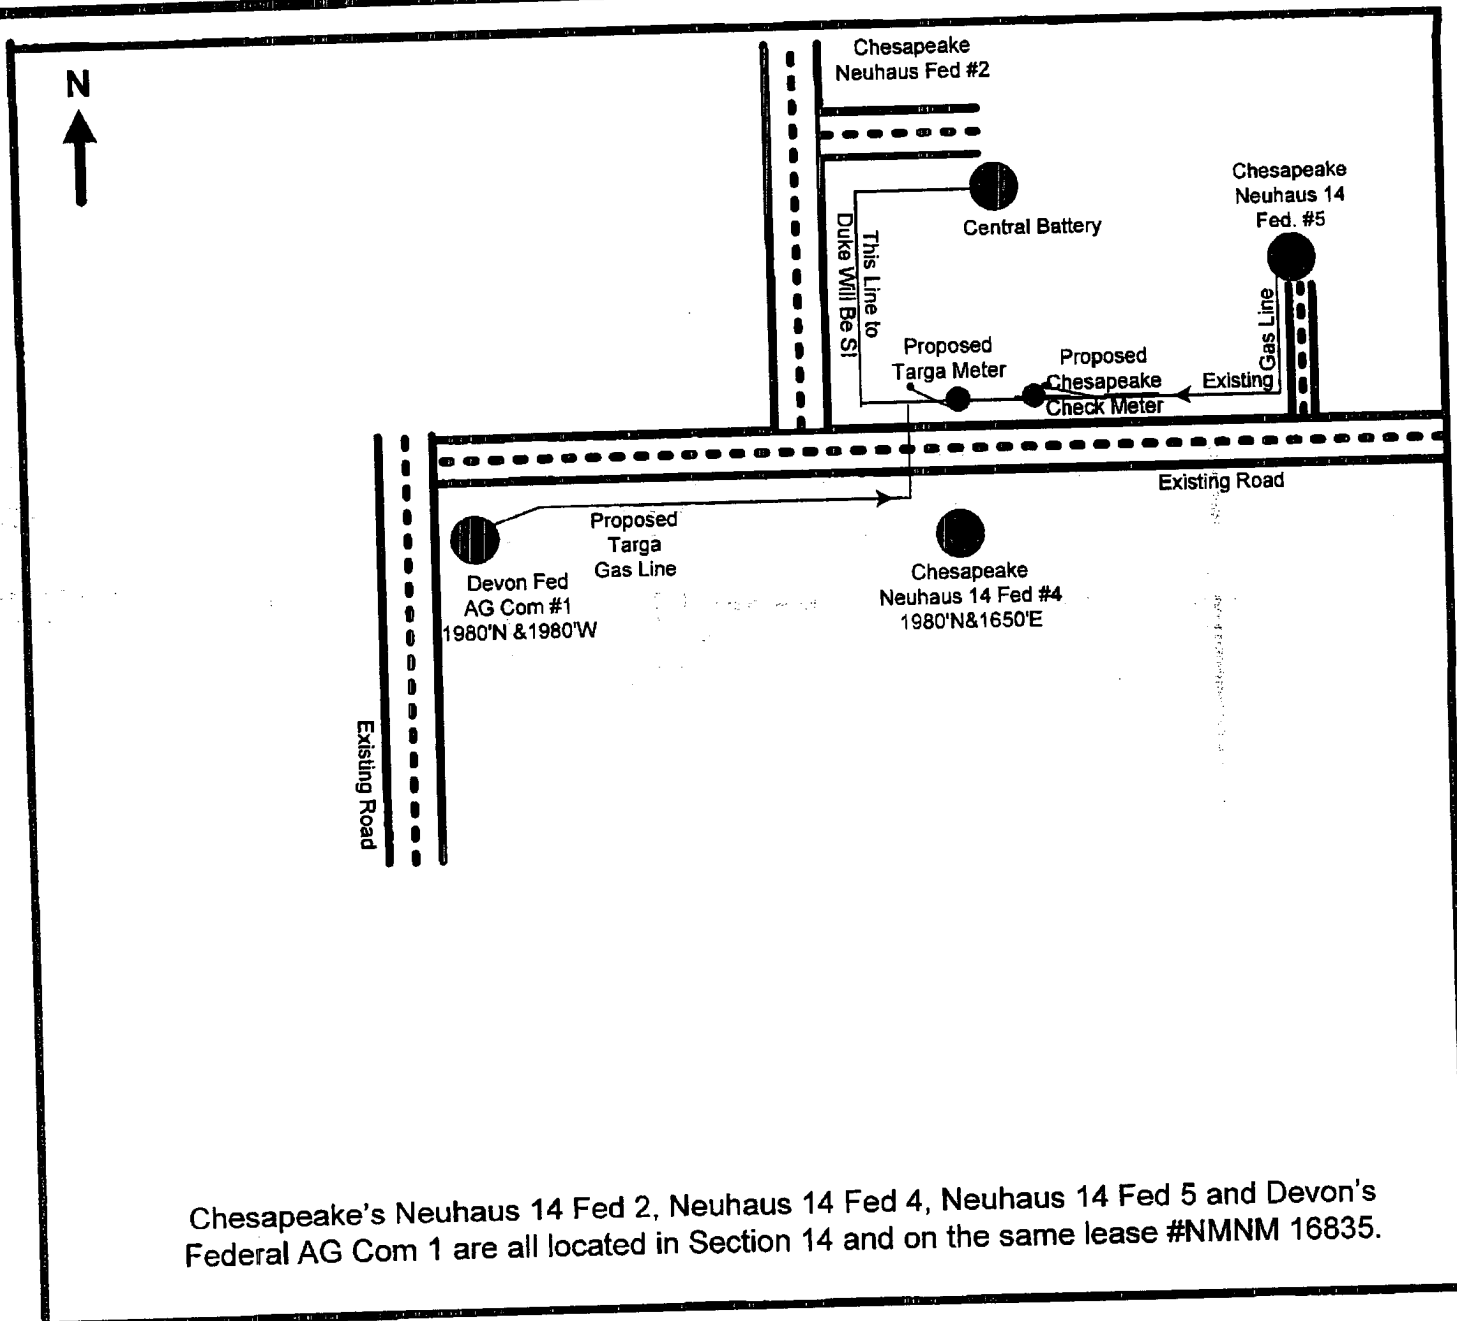 N
Chesapeake
Neuhaus Fed #2
Central Battery
Chesapeake
Neuhaus 14
Fed. #5
This Line to
Duke Will Be SI
Gas Line
Proposed
Targa Meter
Proposed
Chesapeake
Check Meter
Existing
Existing Road
Proposed
Targa
Gas Line
Devon Fed
AG Com #1
1980'N &1980'W
Chesapeake
Neuhaus 14 Fed #4
1980'N&1650'E
Existing Road
Chesapeake's Neuhaus 14 Fed 2, Neuhaus 14 Fed 4, Neuhaus 14 Fed 5 and Devon's
Federal AG Com 1 are all located in Section 14 and on the same lease #NMNM 16835.